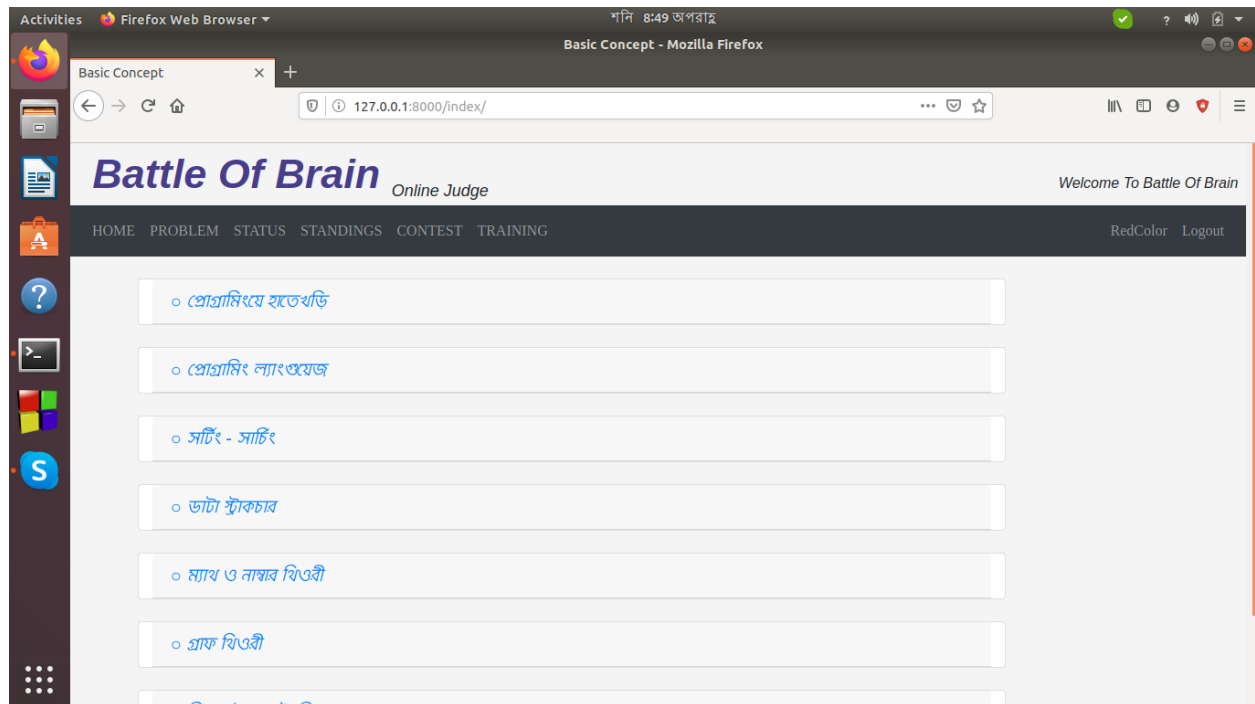 Activities Firefox Web Browser শনি ৪:49 অপরাহ্ণ
Basic Concept - Mozilla Firefox
Basic Concept
127.0.0.1:8000/index/
Battle Of Brain Online Judge Welcome To Battle Of Brain
HOME PROBLEM STATUS STANDINGS CONTEST TRAINING RedColor Logout
প্রোগ্রামিংয়ে হাতেখড়ি
প্রোগ্রামিং ল্যাংগুয়েজ
সর্টিং - সার্চিং
ডাটা স্ট্রাকচার
ম্যাথ ও নাম্বার থিওরী
গ্রাফ থিওরী